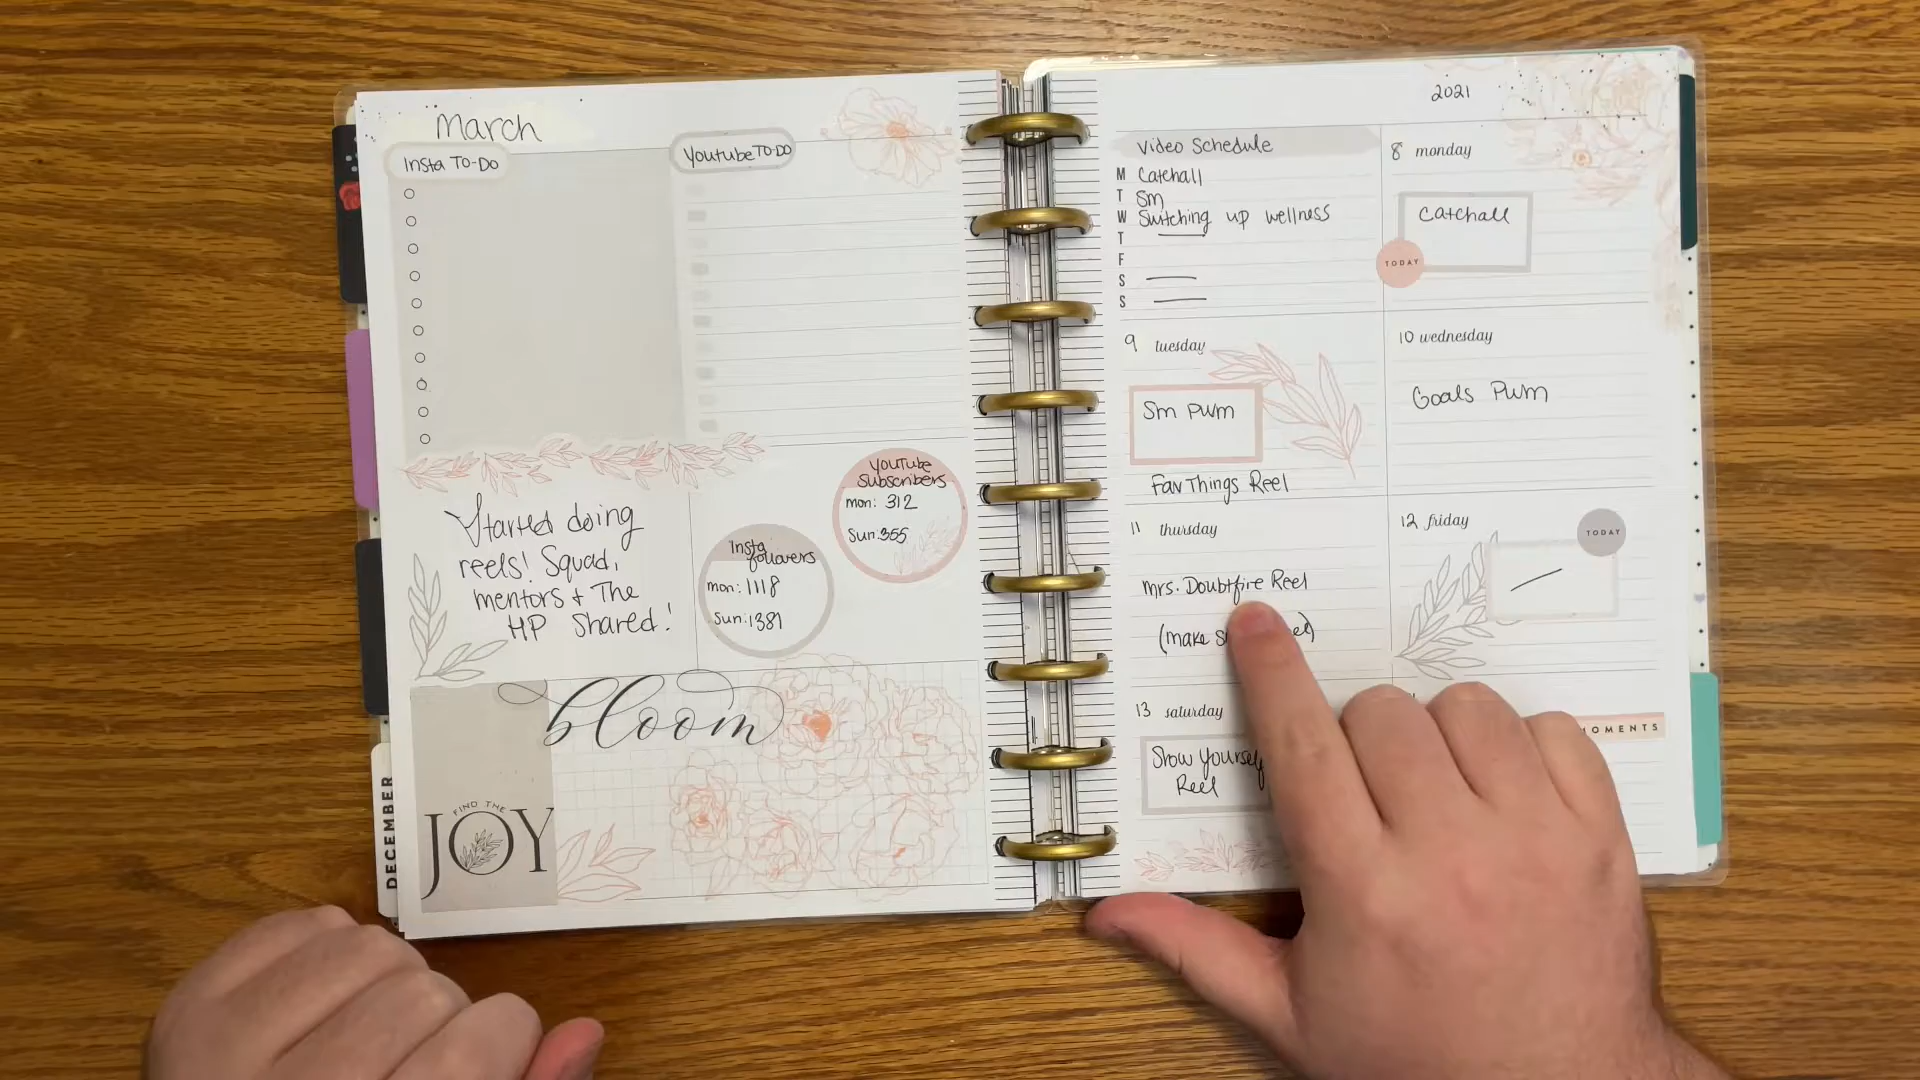 March
Insta TO-DO
Youtube TO-DO
Started doing
reels! Squad,
mentors + The
HP Shared!
Insta
followers
mon: 1118
Sun: 1381
YouTube
Subscribers
mon: 312
Sun: 355
bloom
FIND THE
JOY
DECEMBER
2021
Video Schedule
M Catchall
T Sm
W Switching up wellness
T
F
S
S
8 monday
Catchall
TODAY
9 tuesday
Sm PWM
Fav Things Reel
10 wednesday
Goals PWM
11 thursday
Mrs. Doubtfire Reel
(make
12 friday
TODAY
13 saturday
Show Yourself
Reel
MOMENTS